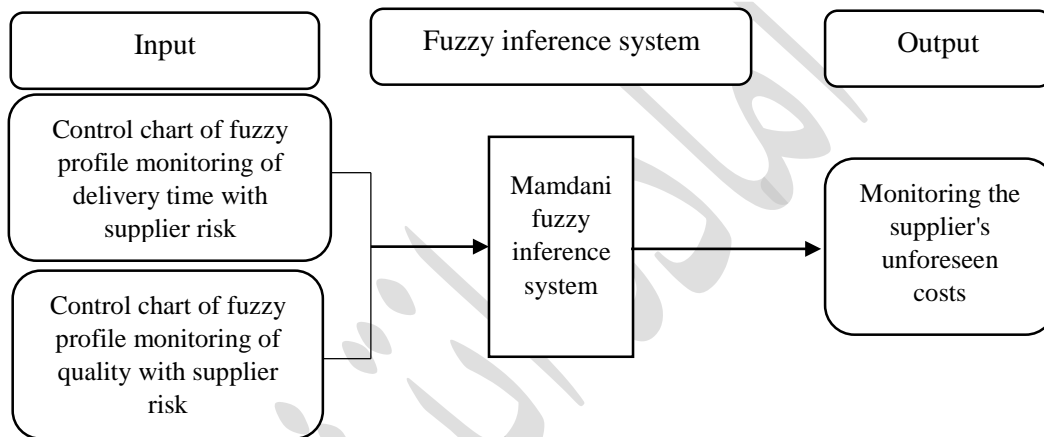 Input
Fuzzy inference system
Output
Control chart of fuzzy
profile monitoring of
delivery time with
supplier risk
Control chart of fuzzy
profile monitoring of
quality with supplier
risk
Mamdani
fuzzy
inference
system
Monitoring the
supplier's
unforeseen
costs